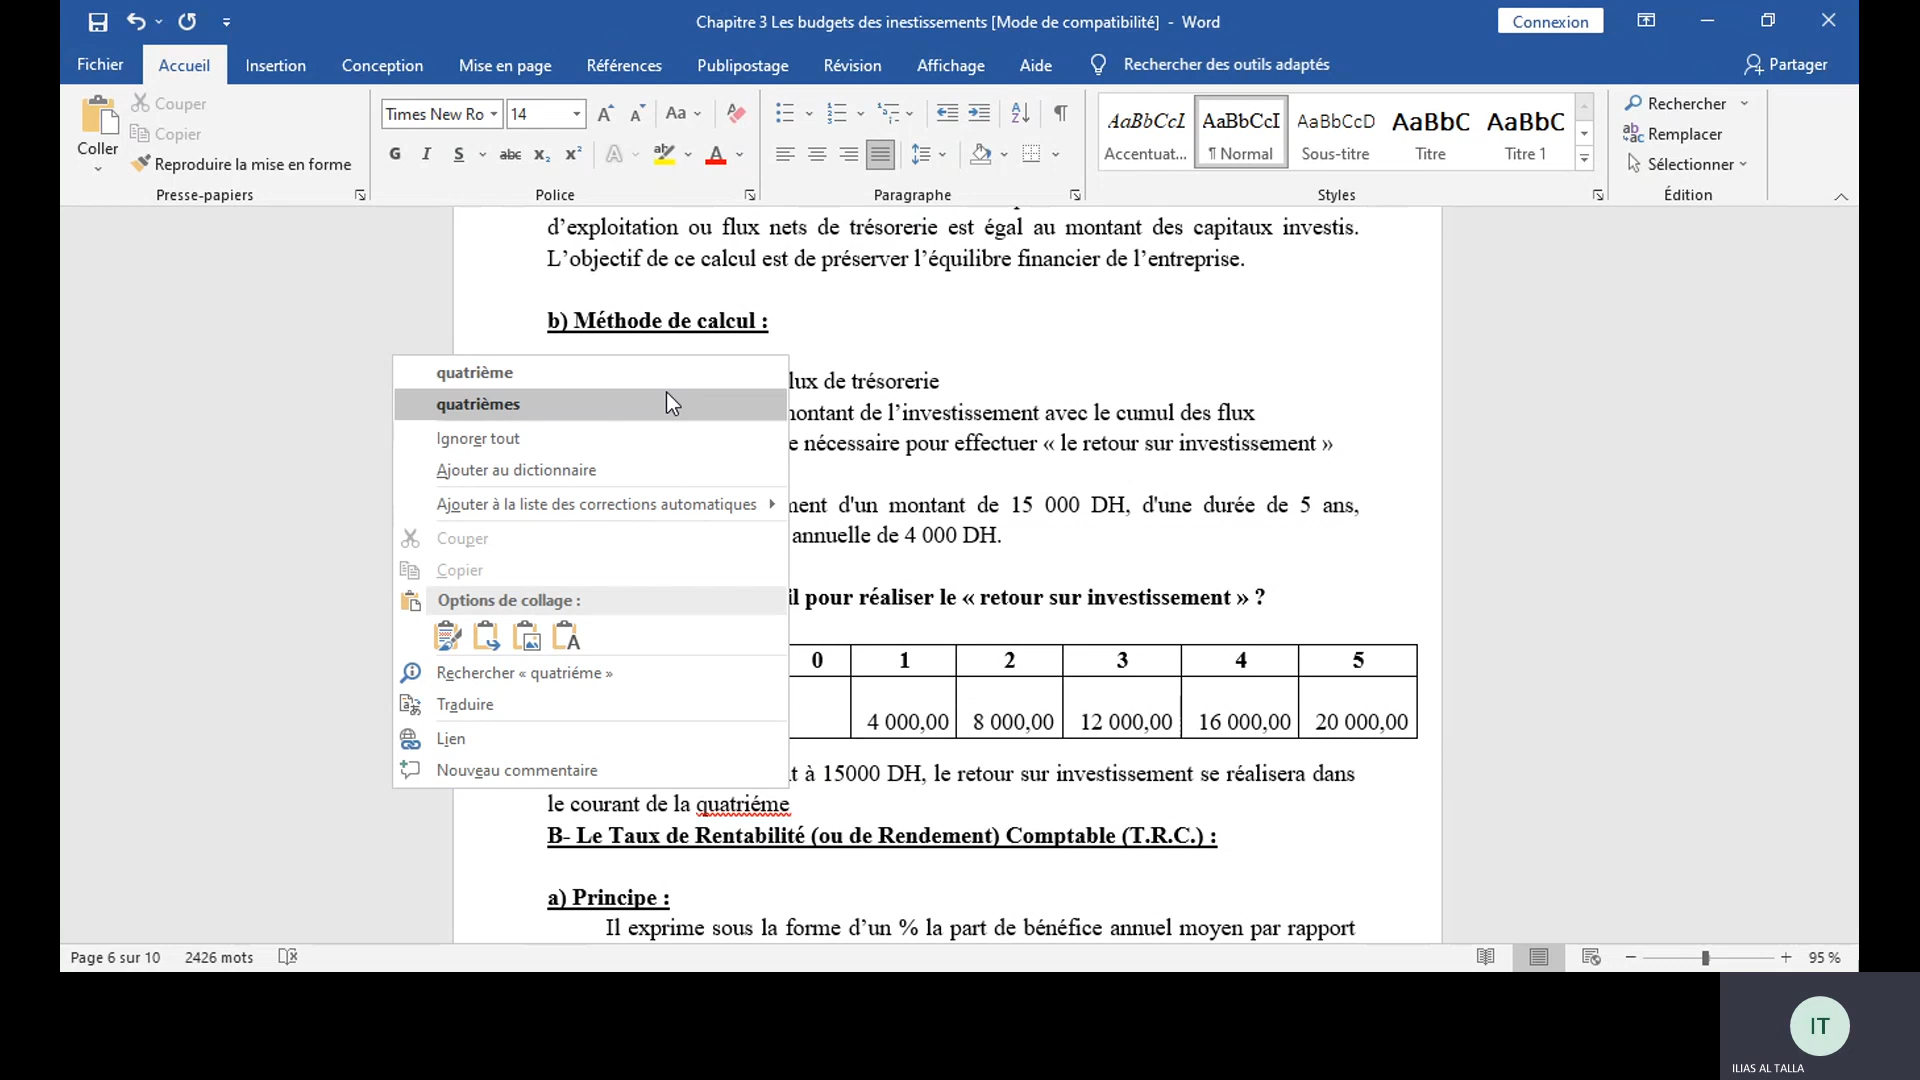 Chapitre 3 Les budgets des inestissements [Mode de compatibilité] - Word
Connexion
Fichier Accueil Insertion Conception Mise en page Références Publipostage Révision Affichage Aide Rechercher des outils adaptés Partager
Coller
Couper
Copier
Reproduire la mise en forme
Presse-papiers
Times New Ro 14
Aa
G I S abc x₂ x² A A
Police
Paragraphe
AaBbCcI AaBbCcI AaBbCcD AaBbC AaBbC
Accentuat... ¶ Normal Sous-titre Titre Titre 1
Styles
Rechercher
Remplacer
Sélectionner
Édition
d’exploitation ou flux nets de trésorerie est égal au montant des capitaux investis.
L’objectif de ce calcul est de préserver l’équilibre financier de l’entreprise.
b) Méthode de calcul :
lux de trésorerie
montant de l’investissement avec le cumul des flux
e nécessaire pour effectuer « le retour sur investissement »
ment d'un montant de 15 000 DH, d'une durée de 5 ans,
annuelle de 4 000 DH.
il pour réaliser le « retour sur investissement » ?
0 1 2 3 4 5
4 000,00 8 000,00 12 000,00 16 000,00 20 000,00
t à 15000 DH, le retour sur investissement se réalisera dans
le courant de la quatriéme
B- Le Taux de Rentabilité (ou de Rendement) Comptable (T.R.C.) :
a) Principe :
Il exprime sous la forme d’un % la part de bénéfice annuel moyen par rapport
quatrième
quatrièmes
Ignorer tout
Ajouter au dictionnaire
Ajouter à la liste des corrections automatiques
Couper
Copier
Options de collage :
Rechercher « quatriéme »
Traduire
Lien
Nouveau commentaire
Page 6 sur 10 2426 mots 95 %
IT
ILIAS AL TALLA